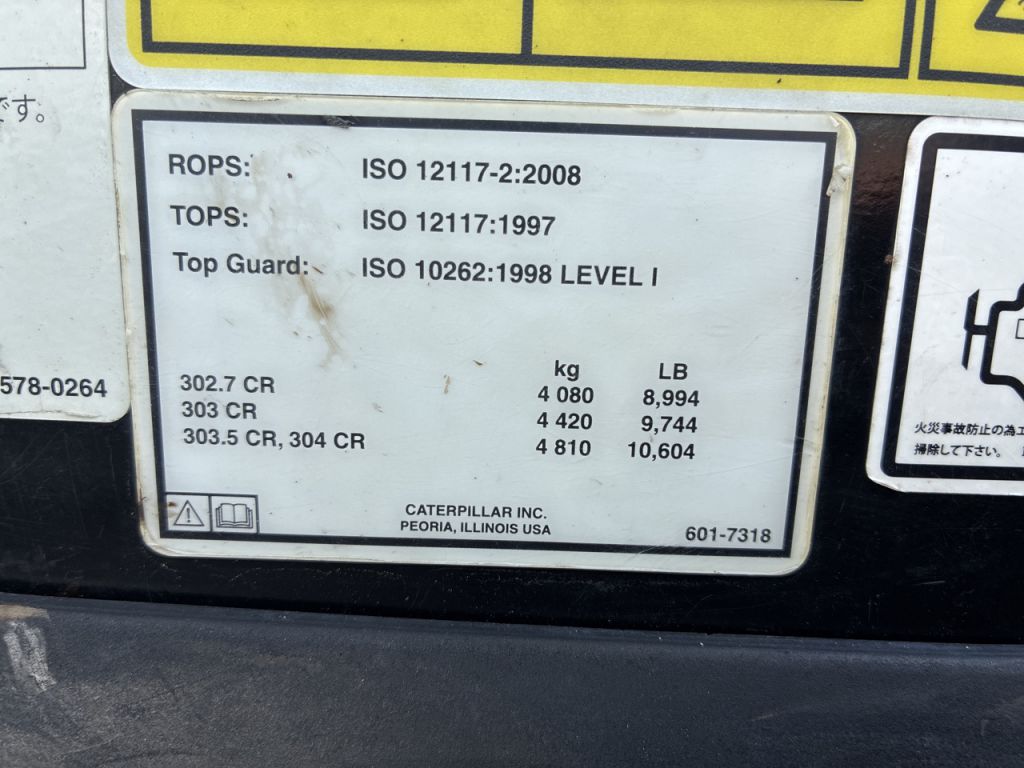 です。
578-0264
ROPS: ISO 12117-2:2008
TOPS: ISO 12117:1997
Top Guard: ISO 10262:1998 LEVEL I
kg LB
302.7 CR 4 080 8,994
303 CR 4 420 9,744
303.5 CR, 304 CR 4 810 10,604
CATERPILLAR INC.
PEORIA, ILLINOIS USA
601-7318
火災事故防止の為エ
掃除して下さい。